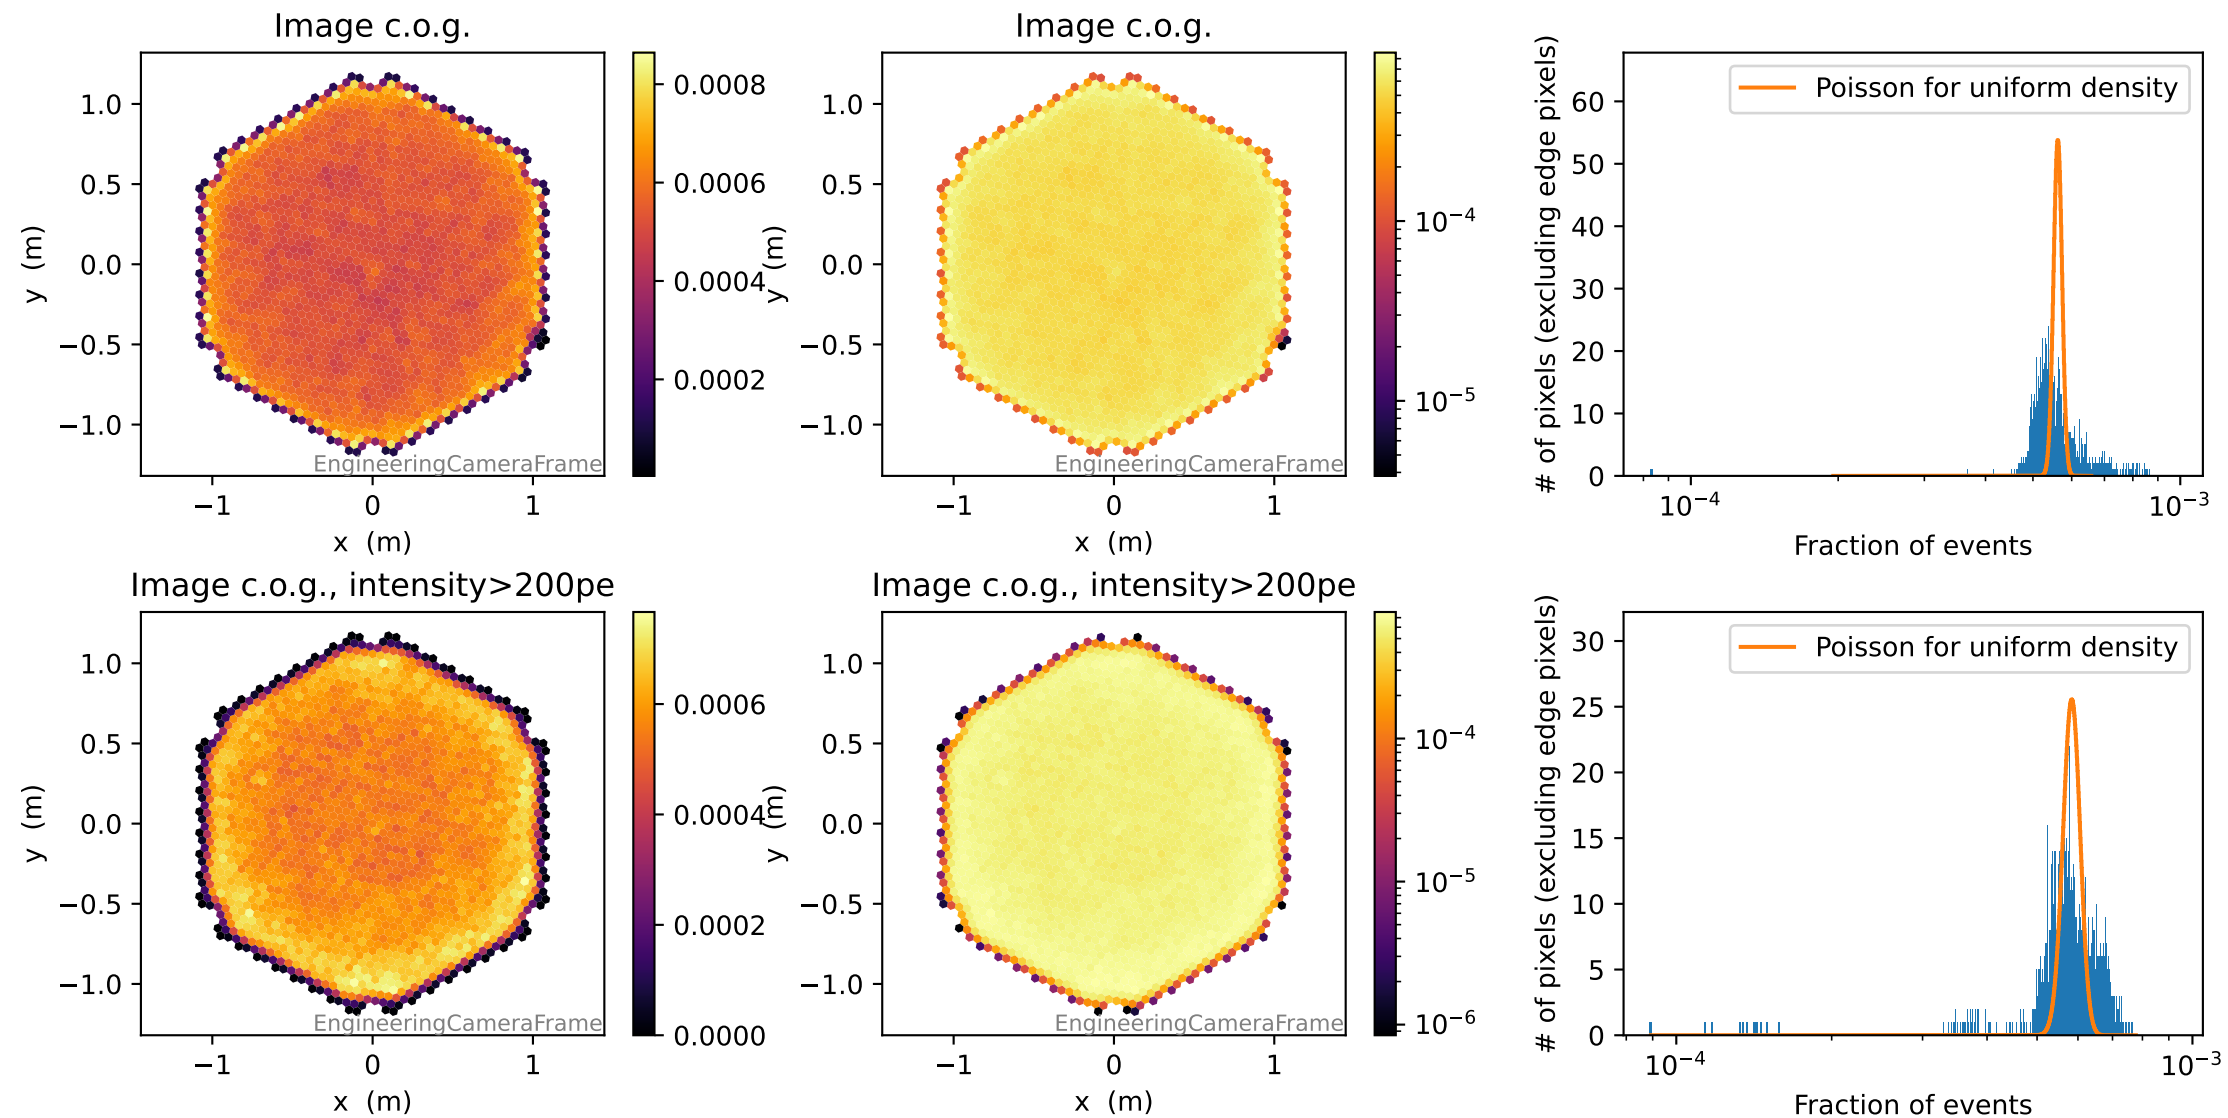 Image c.o.g.
1.0
0.5
0.0
−0.5
−1.0
y (m)
−1 0 1
x (m)
EngineeringCameraFrame
0.0008
0.0006
0.0004
0.0002
Image c.o.g.
1.0
0.5
0.0
−0.5
−1.0
y (m)
−1 0 1
x (m)
EngineeringCameraFrame
10⁻⁴
10⁻⁵
# of pixels (excluding edge pixels)
60
50
40
30
20
10
0
Poisson for uniform density
10⁻⁴ 10⁻³
Fraction of events
Image c.o.g., intensity>200pe
1.0
0.5
0.0
−0.5
−1.0
y (m)
−1 0 1
x (m)
EngineeringCameraFrame
0.0006
0.0004
0.0002
0.0000
Image c.o.g., intensity>200pe
1.0
0.5
0.0
−0.5
−1.0
y (m)
−1 0 1
x (m)
EngineeringCameraFrame
10⁻⁴
10⁻⁵
10⁻⁶
# of pixels (excluding edge pixels)
30
25
20
15
10
5
0
Poisson for uniform density
10⁻⁴ 10⁻³
Fraction of events